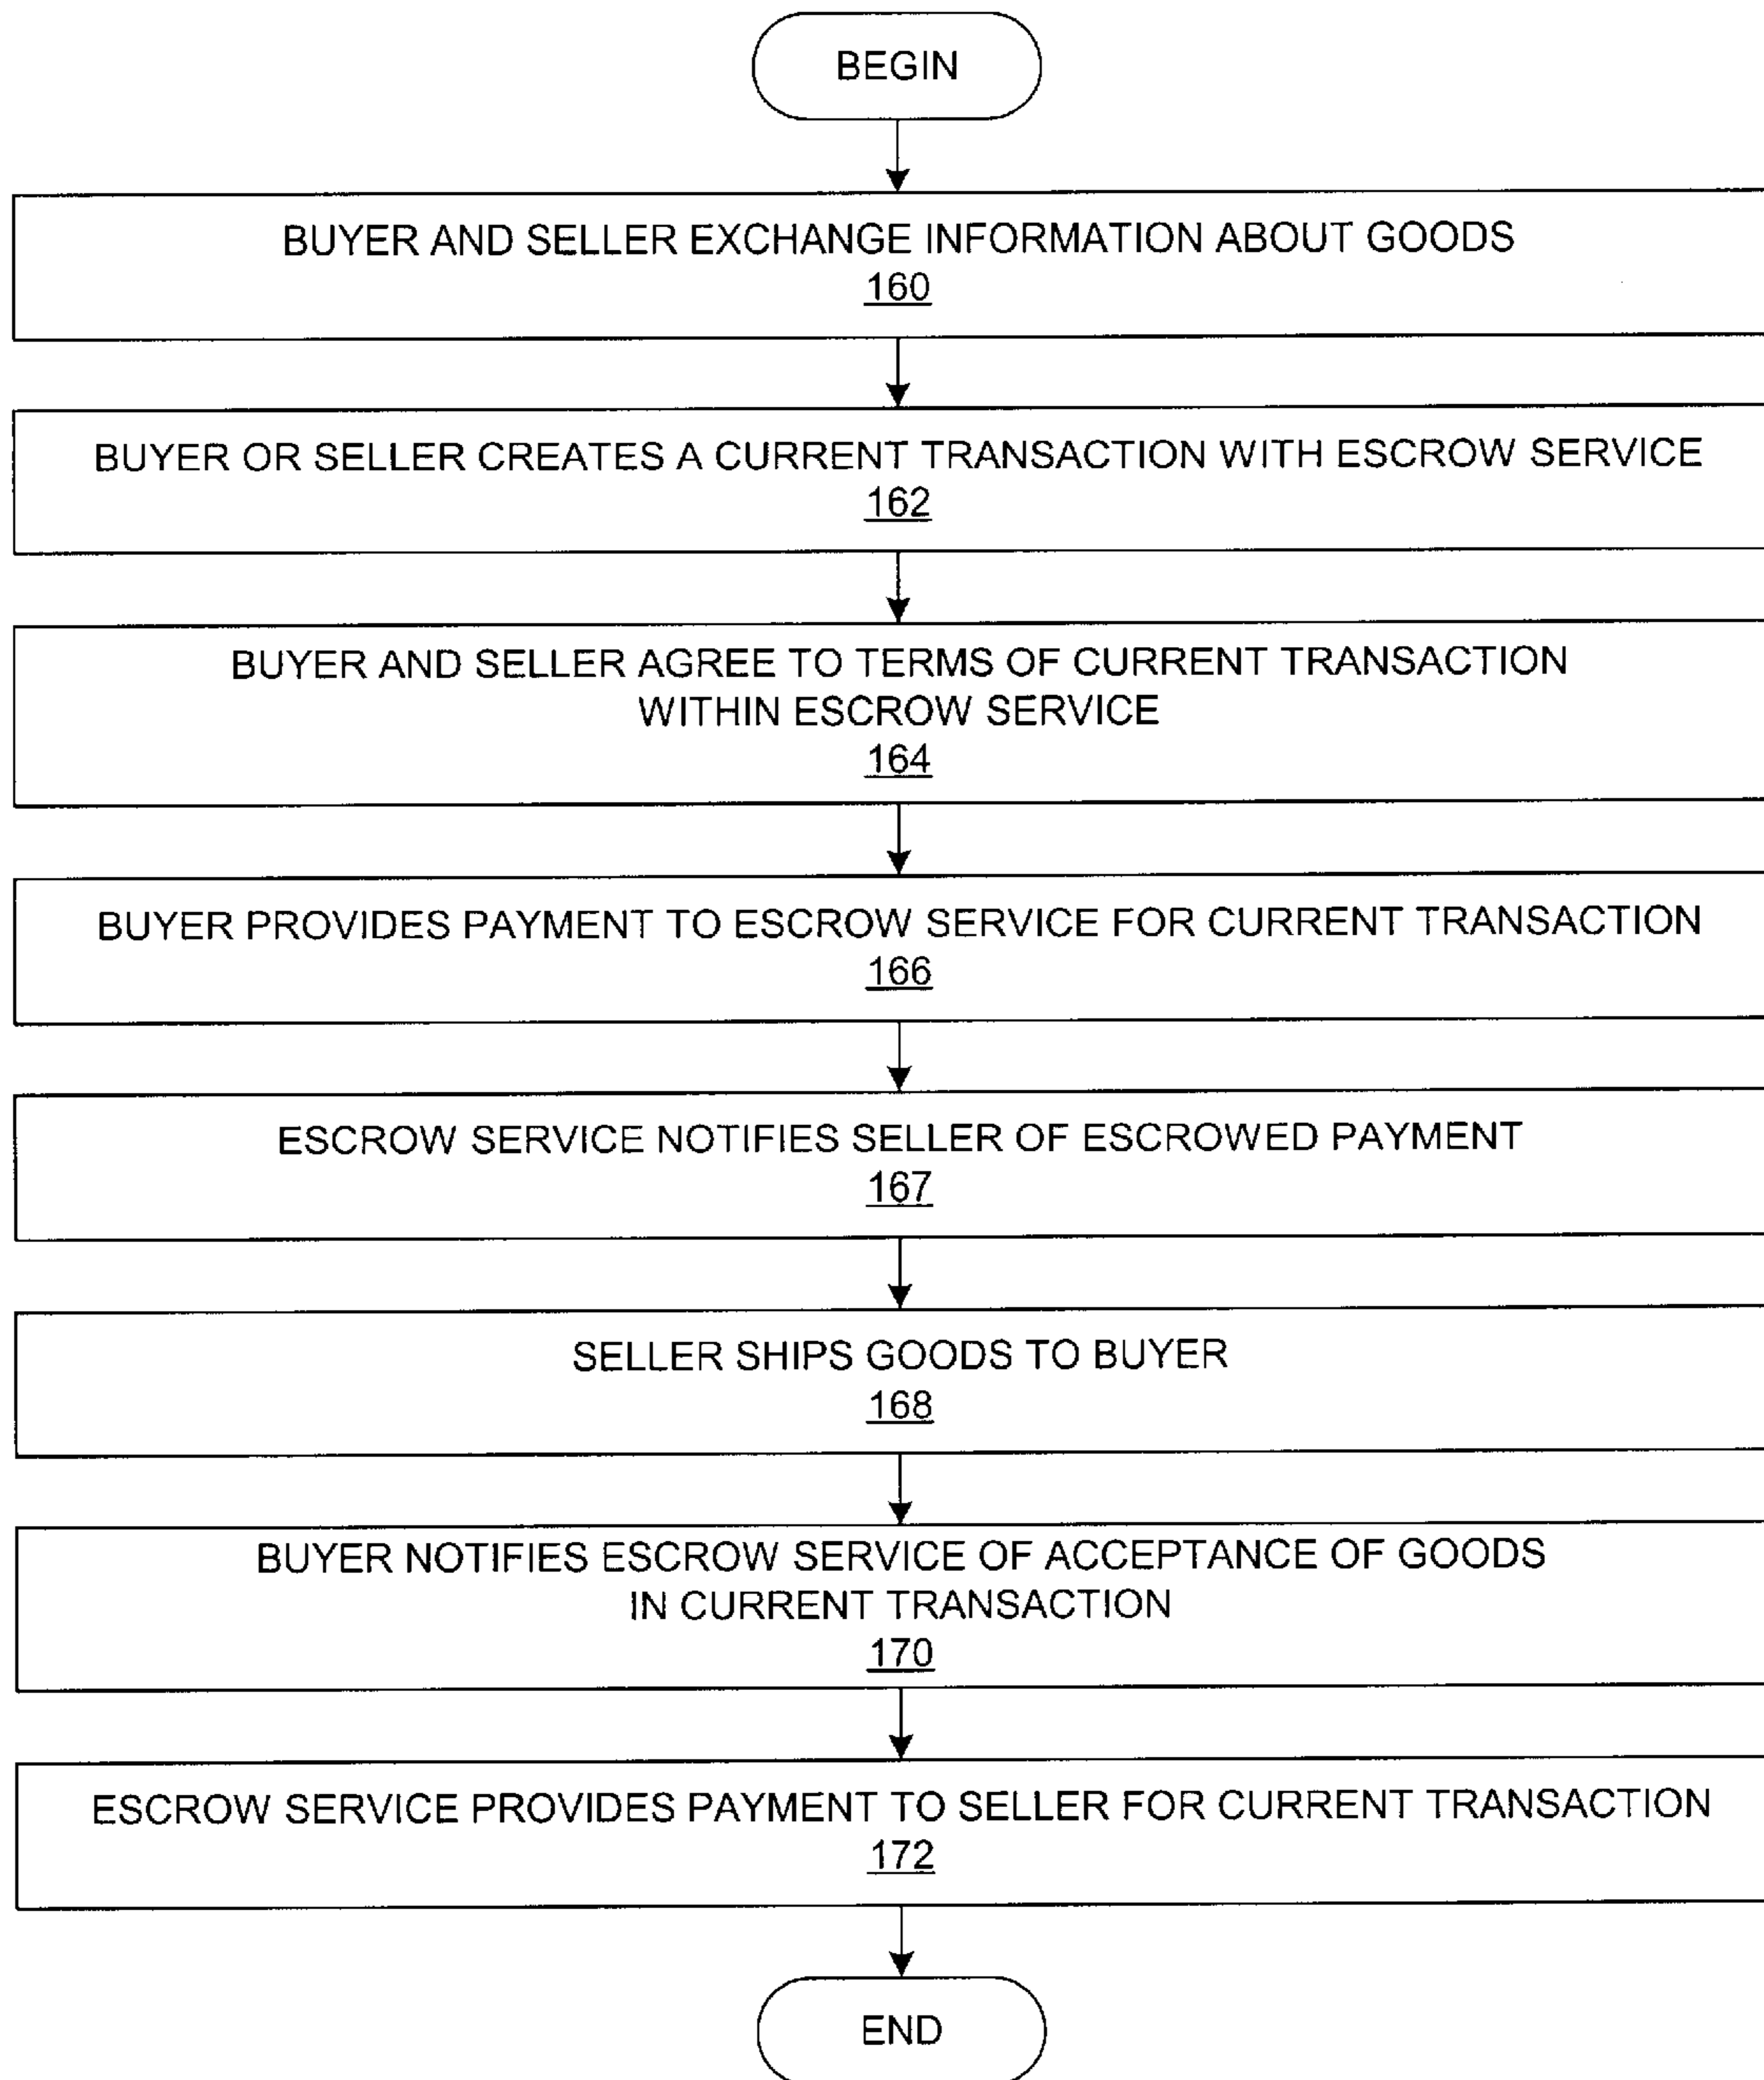 BEGIN
BUYER AND SELLER EXCHANGE INFORMATION ABOUT GOODS
160
BUYER OR SELLER CREATES A CURRENT TRANSACTION WITH ESCROW SERVICE
162
BUYER AND SELLER AGREE TO TERMS OF CURRENT TRANSACTION
WITHIN ESCROW SERVICE
164
BUYER PROVIDES PAYMENT TO ESCROW SERVICE FOR CURRENT TRANSACTION
166
ESCROW SERVICE NOTIFIES SELLER OF ESCROWED PAYMENT
167
SELLER SHIPS GOODS TO BUYER
168
BUYER NOTIFIES ESCROW SERVICE OF ACCEPTANCE OF GOODS
IN CURRENT TRANSACTION
170
ESCROW SERVICE PROVIDES PAYMENT TO SELLER FOR CURRENT TRANSACTION
172
END